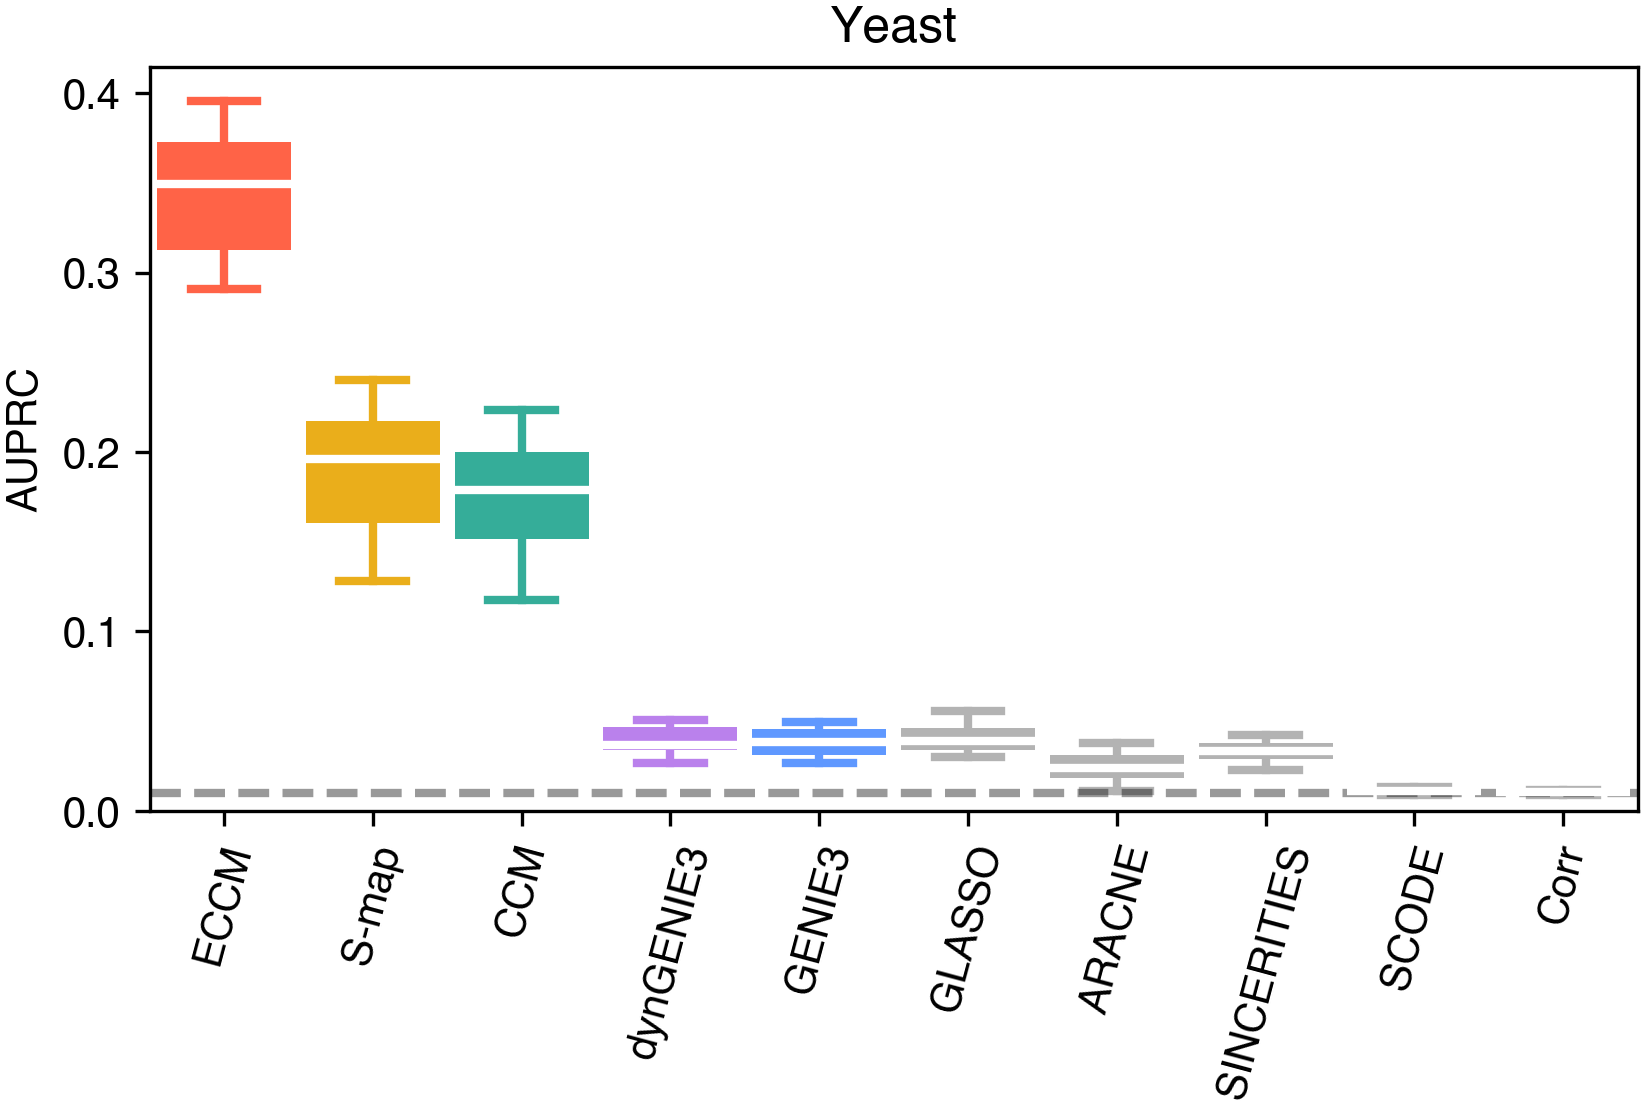 Yeast
AUPRC
0.4
0.3
0.2
0.1
0.0
ECCM
S-map
CCM
dynGENIE3
GENIE3
GLASSO
ARACNE
SINCERITIES
SCODE
Corr